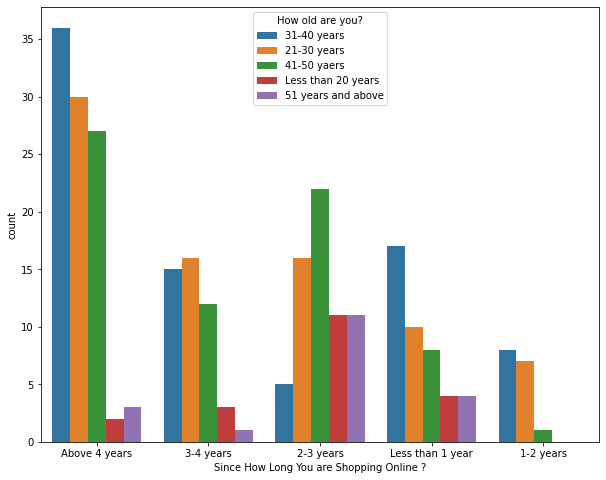 How old are you?
31-40 years
21-30 years
41-50 yaers
Less than 20 years
51 years and above
count
35
30
25
20
15
10
5
0
Above 4 years
3-4 years
2-3 years
Less than 1 year
1-2 years
Since How Long You are Shopping Online ?